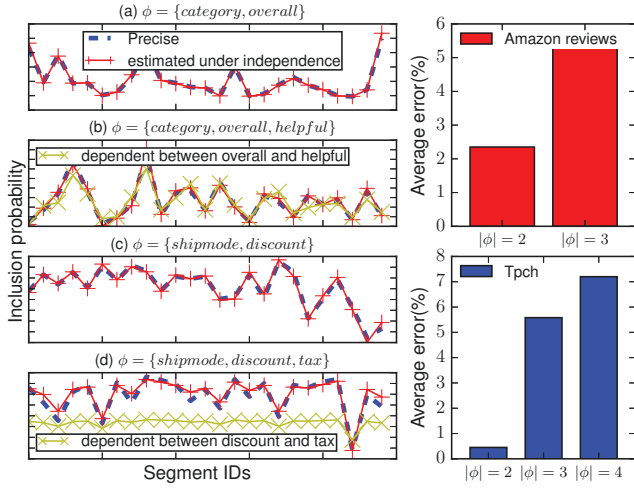 (a) ϕ = {category, overall}
Precise
estimated under independence
(b) ϕ = {category, overall, helpful}
dependent between overall and helpful
(c) ϕ = {shipmode, discount}
(d) ϕ = {shipmode, discount, tax}
dependent between discount and tax
Inclusion probability
Segment IDs
Amazon reviews
Average error(%)
6
5
4
3
2
1
0
|ϕ| = 2
|ϕ| = 3
Tpch
Average error(%)
8
7
6
5
4
3
2
1
0
|ϕ| = 2
|ϕ| = 3
|ϕ| = 4